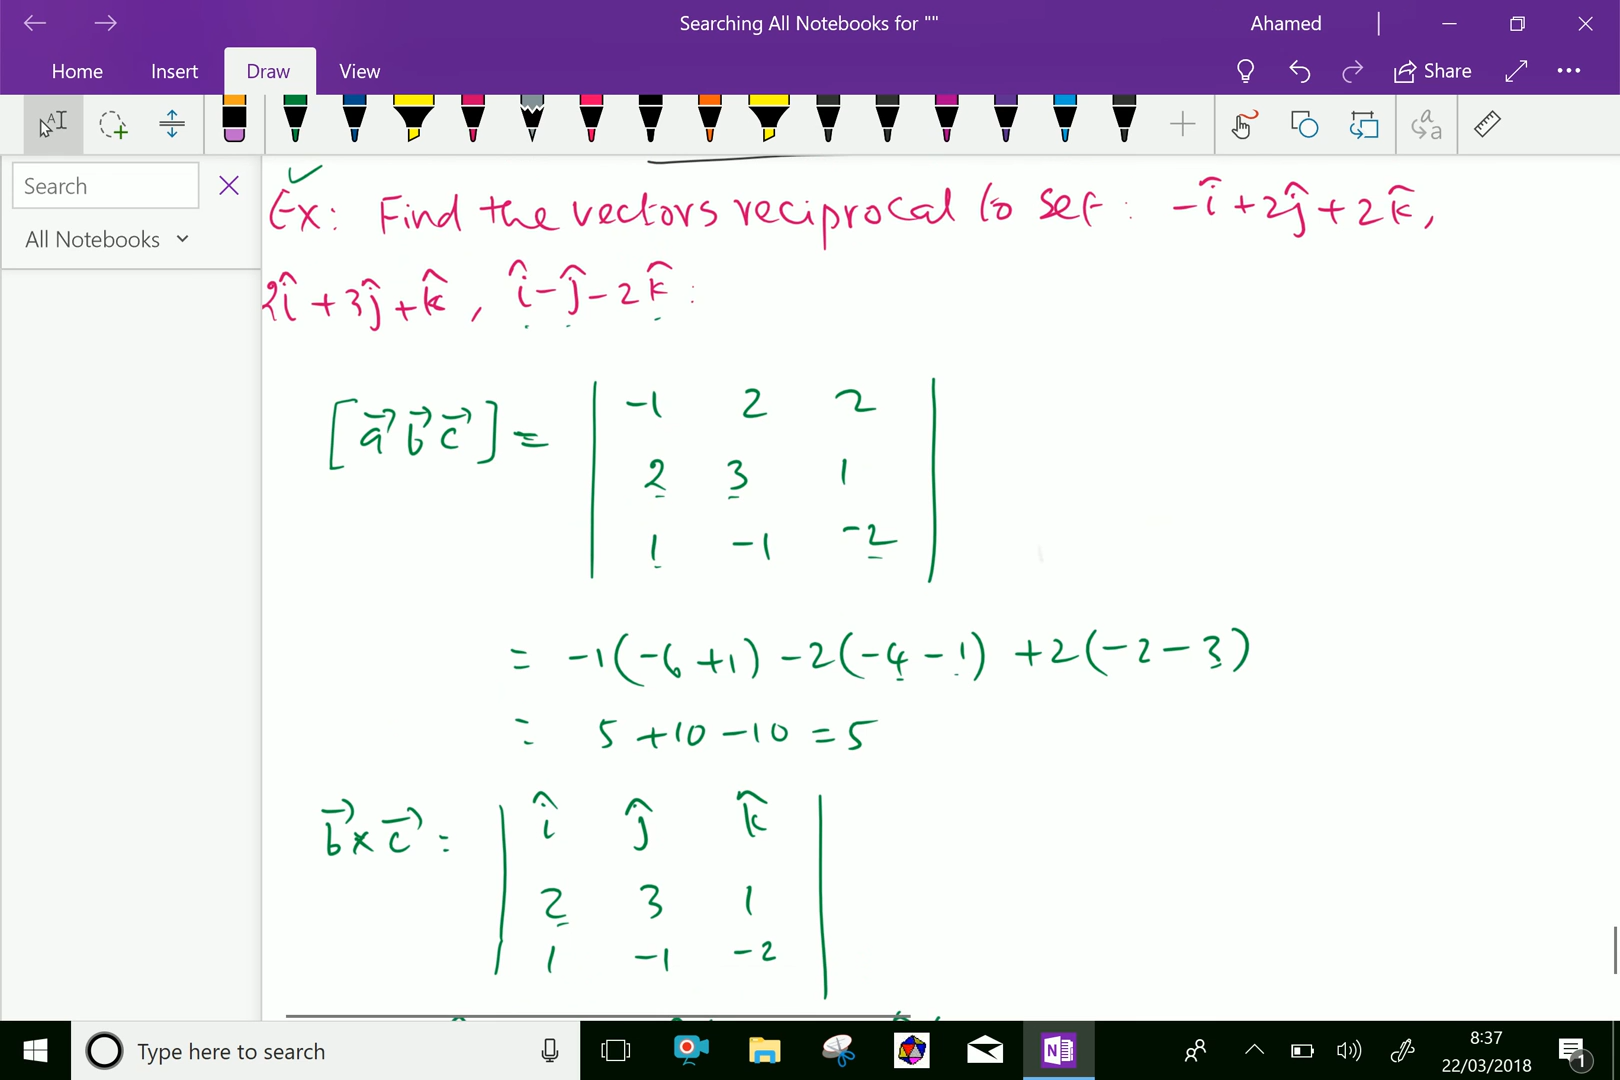 Searching All Notebooks for ""
Ahamed
Home Insert Draw View
Share
Search
All Notebooks
Ex: Find the vectors reciprocal to set: -î+2ĵ+2k̂,
2î+3ĵ+k̂, î-ĵ-2k̂:
[a⃗ b⃗ c⃗] = | -1 2 2
2 3 1
1 -1 -2 |
= -1(-6+1) -2(-4-1) +2(-2-3)
= 5+10-10=5
b⃗×c⃗ = | î ĵ k̂
2 3 1
1 -1 -2 |
Type here to search
8:37
22/03/2018
1